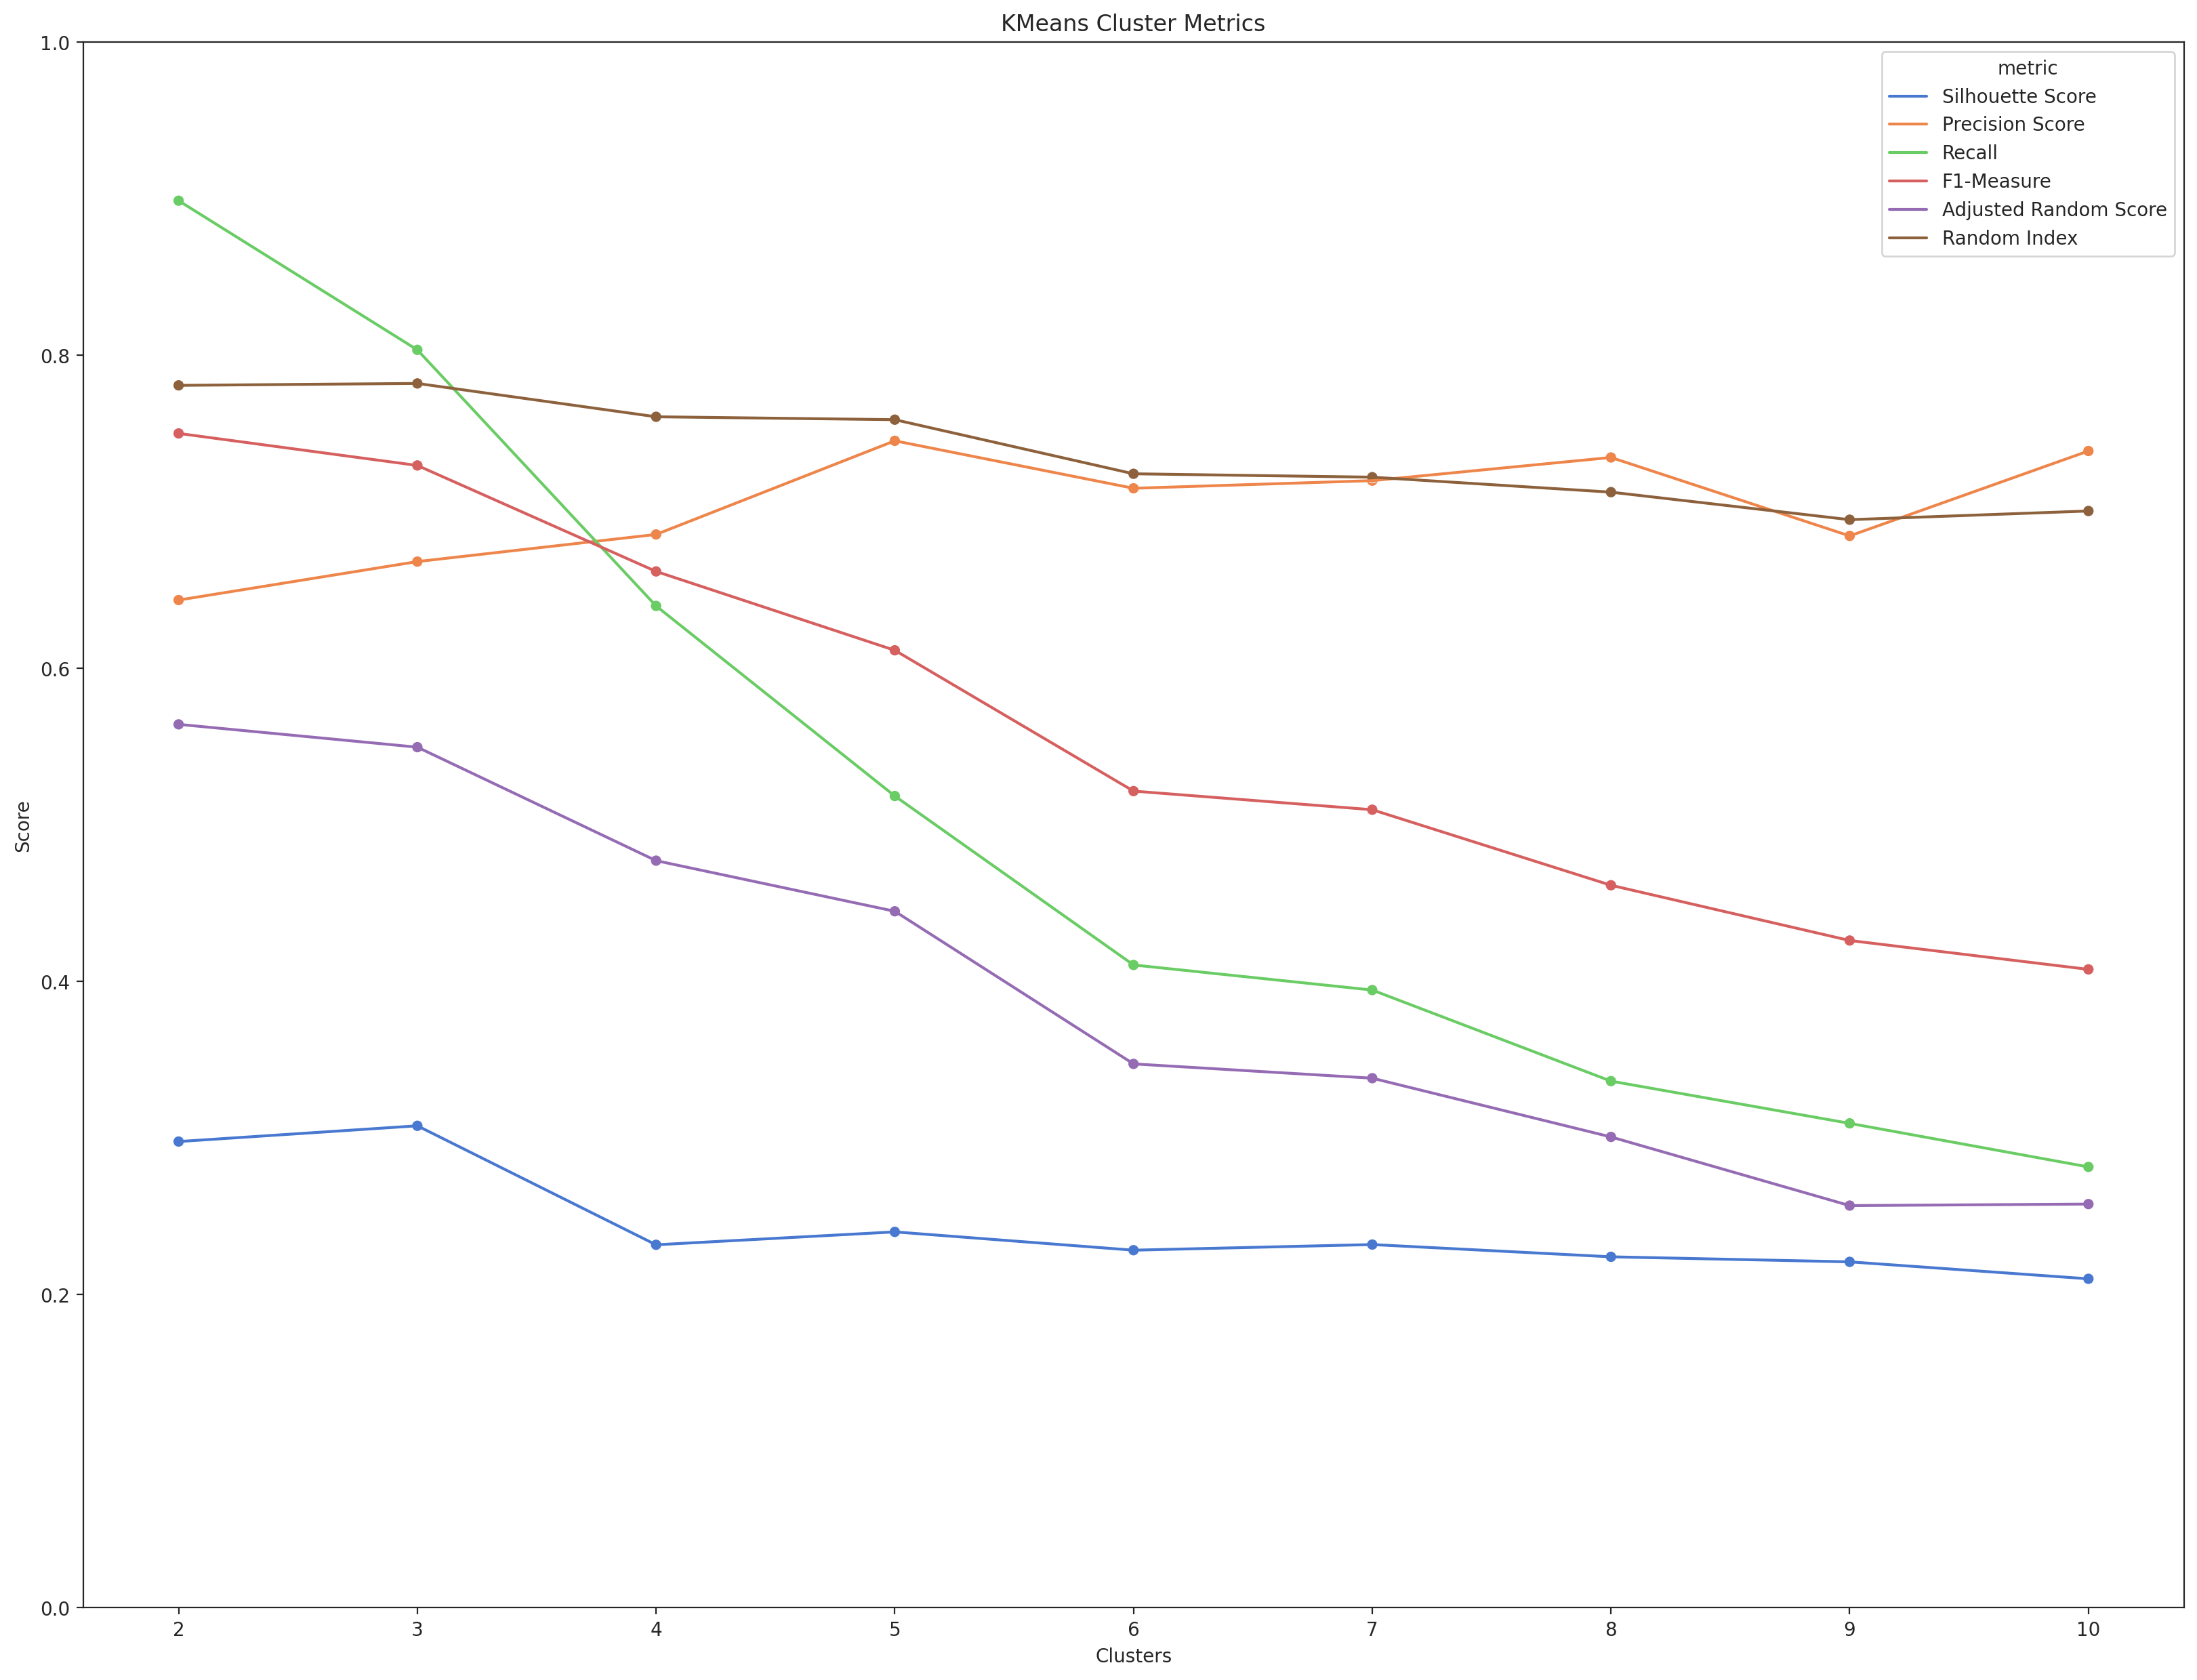 KMeans Cluster Metrics
1.0
0.8
0.6
0.4
0.2
0.0
Score
metric
Silhouette Score
Precision Score
Recall
F1-Measure
Adjusted Random Score
Random Index
2 3 4 5 6 7 8 9 10
Clusters